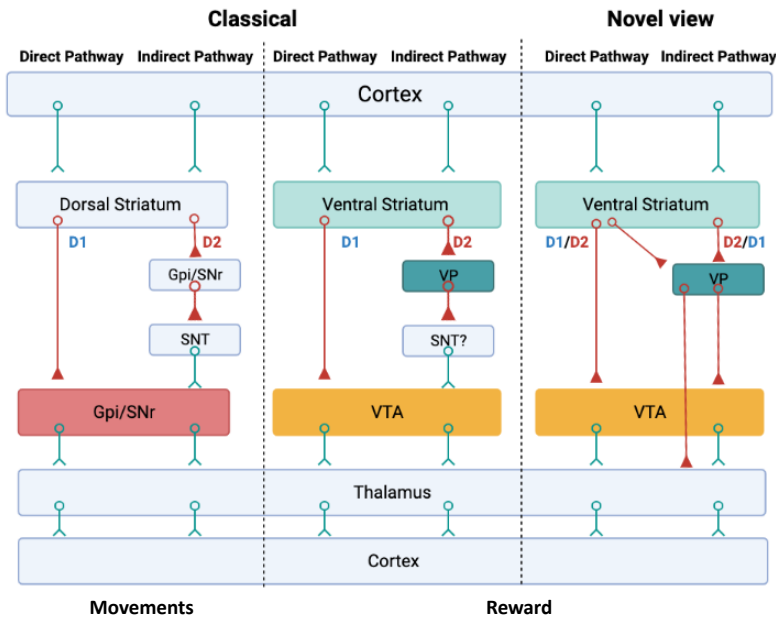 Classical Novel view
Direct Pathway Indirect Pathway Direct Pathway Indirect Pathway Direct Pathway Indirect Pathway
Cortex
Dorsal Striatum Ventral Striatum Ventral Striatum
D1 D2 D1 D2 D1/D2 D2/D1
Gpi/SNr VP VP
SNT SNT?
Gpi/SNr VTA VTA
Thalamus
Cortex
Movements Reward